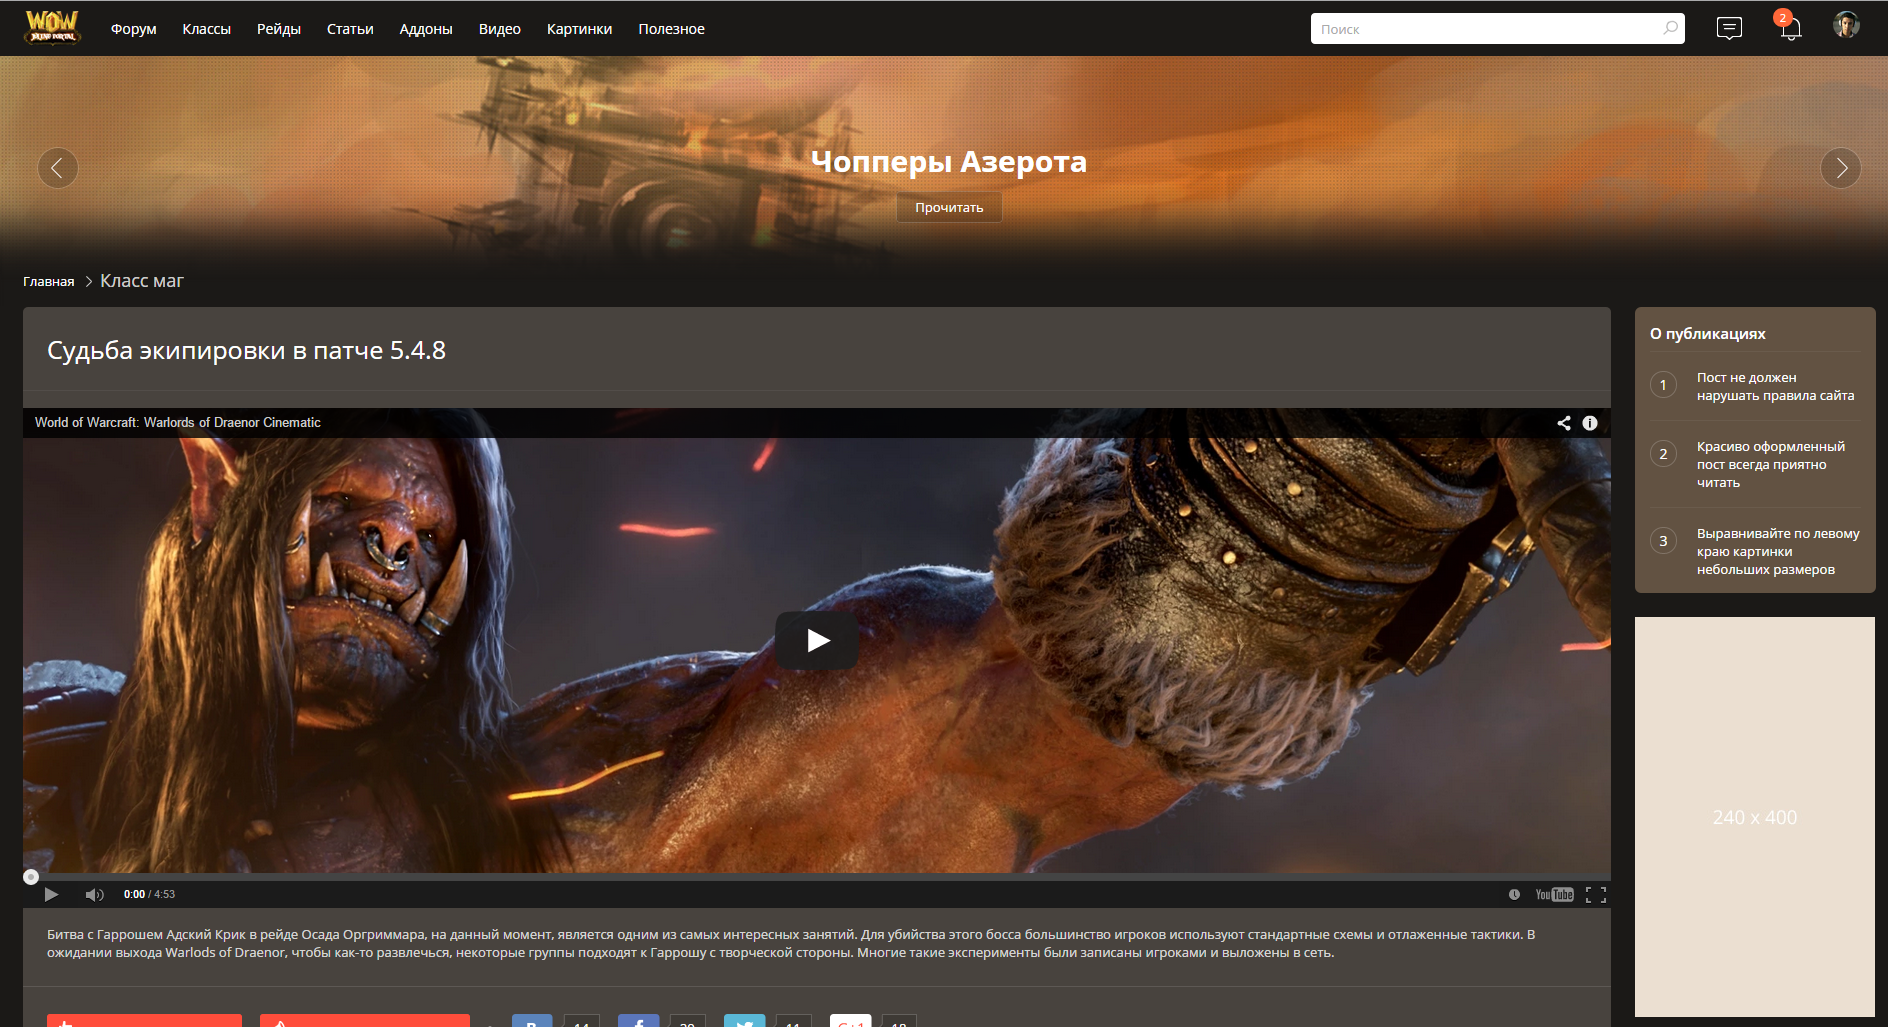 WOW
Форум Классы Рейды Статьи Аддоны Видео Картинки Полезное
Поиск
2
Чопперы Азерота
Прочитать
Главная > Класс маг
Судьба экипировки в патче 5.4.8
World of Warcraft: Warlords of Draenor Cinematic
0:00 / 4:53
YouTube
Битва с Гаррошем Адский Крик в рейде Осада Оргриммара, на данный момент, является одним из самых интересных занятий. Для убийства этого босса большинство игроков используют стандартные схемы и отлаженные тактики. В
ожидании выхода Warlods of Draenor, чтобы как-то развлечься, некоторые группы подходят к Гаррошу с творческой стороны. Многие такие эксперименты были записаны игроками и выложены в сеть.
О публикациях
1
Пост не должен
нарушать правила сайта
2
Красиво оформленный
пост всегда приятно
читать
3
Выравнивайте по левому
краю картинки
небольших размеров
240 x 400